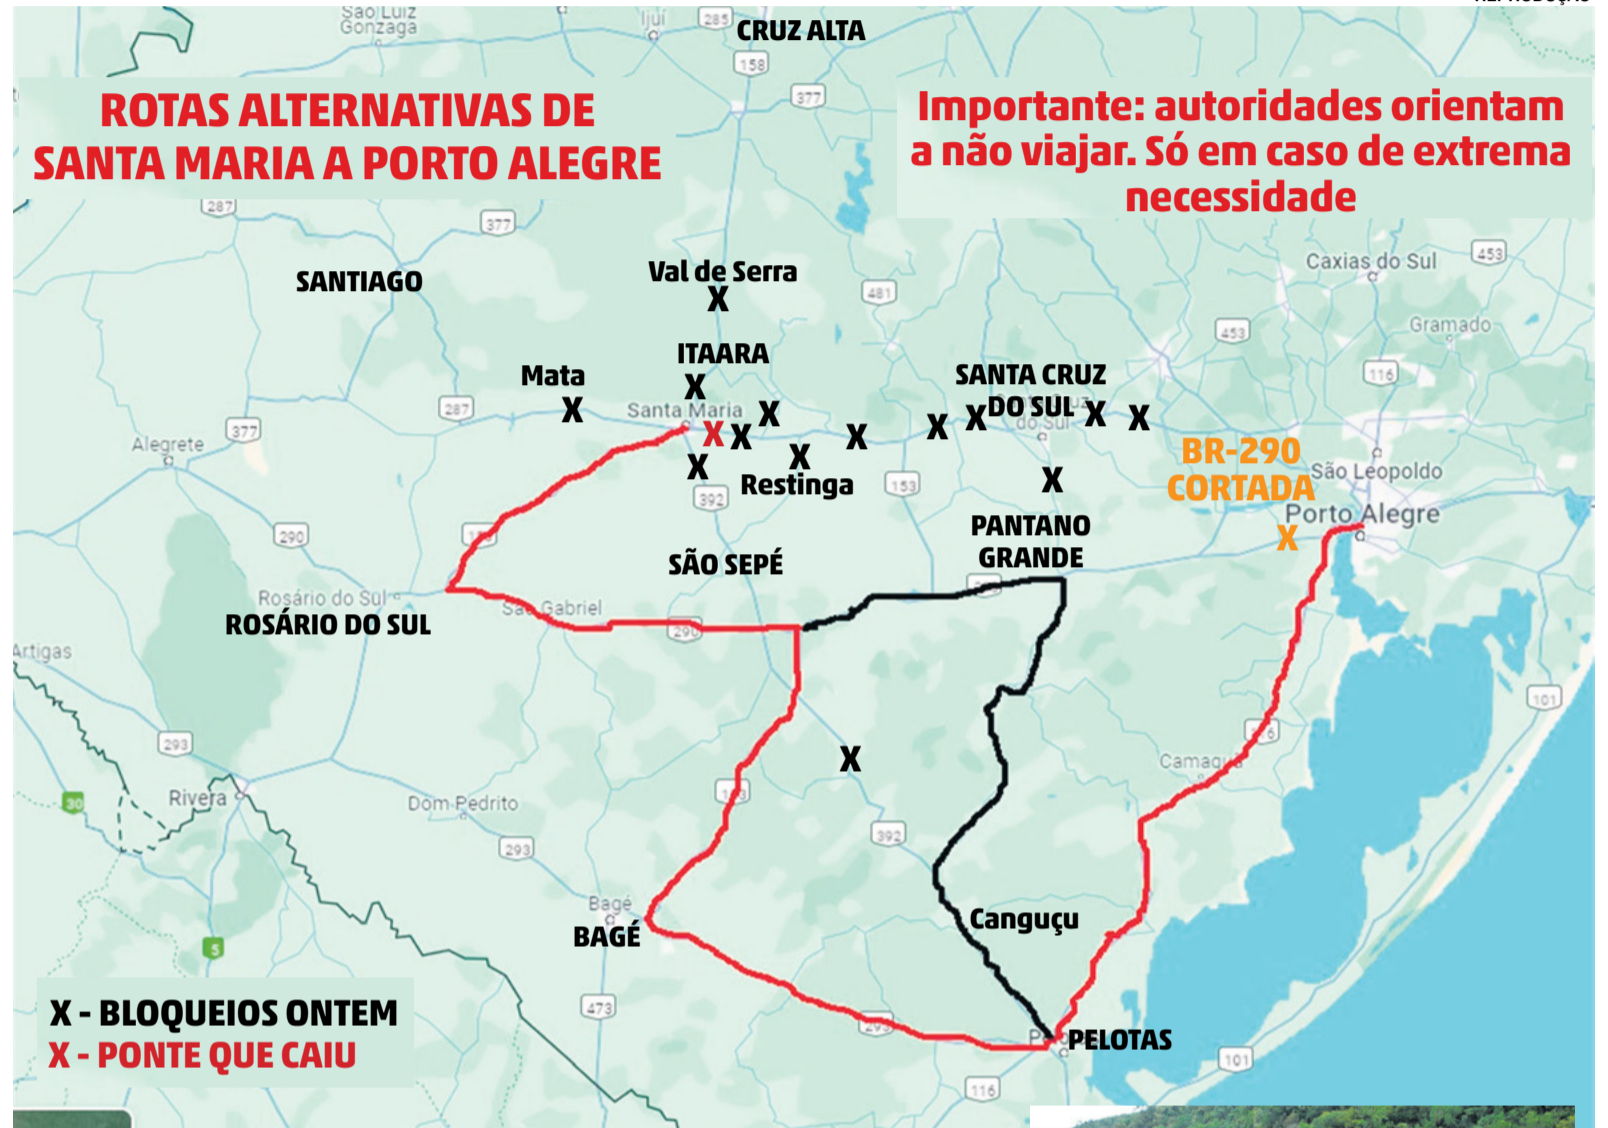 São Luiz
Gonzaga
Ijuí
285
CRUZ ALTA
158
377
ROTAS ALTERNATIVAS DE
SANTA MARIA A PORTO ALEGRE
Importante: autoridades orientam
a não viajar. Só em caso de extrema
necessidade
287
377
SANTIAGO
Val de Serra
X
481
Caxias do Sul
453
453
Gramado
ITAARA
X
Mata
X
116
SANTA CRUZ
DO SUL
do Sul
287
Santa Maria
X
X
X
X
X
X
X
X
X
X
X
377
Alegrete
Restinga
392
153
X
BR-290
CORTADA
X
São Leopoldo
Porto Alegre
290
PANTANO
GRANDE
SÃO SEPÉ
Rosário do Sul
ROSÁRIO DO SUL
São Gabriel
290
Artigas
101
293
X
Camaquã
30
Rivera
Dom Pedrito
392
293
Bagé
BAGÉ
Canguçu
5
473
293
PELOTAS
101
116
X - BLOQUEIOS ONTEM
X - PONTE QUE CAIU